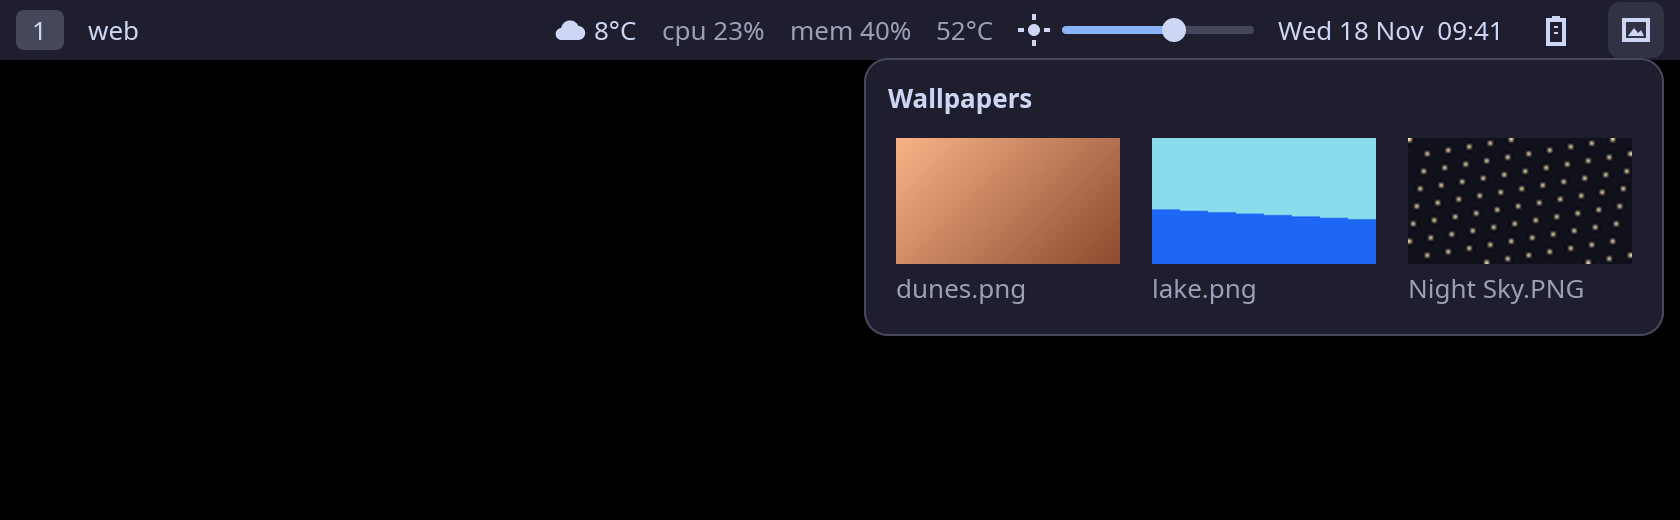 1 web 8°C cpu 23% mem 40% 52°C Wed 18 Nov 09:41
Wallpapers
dunes.png lake.png Night Sky.PNG